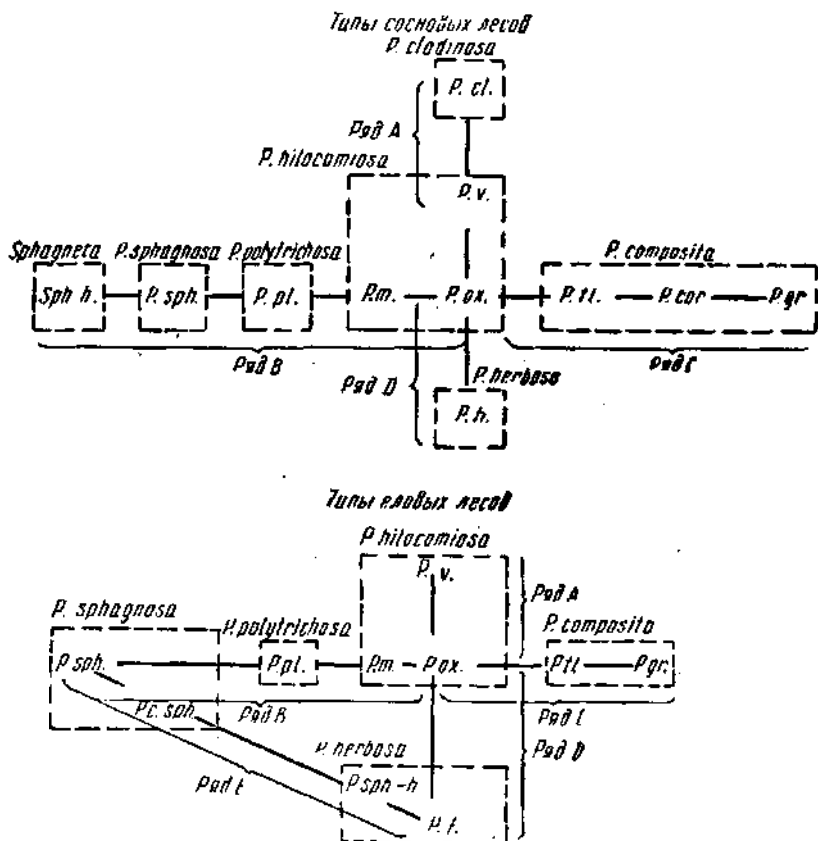 Типы сосновых лесов
P. cladinosa
P. cl.
Ряд A
P. hilocomiosa
P. v.
Sphagneta P. sphagnosa P. polytrichosa P. composita
Sph h. P. sph. P. pl. P.m. P. ox. P. tl. P. cor P. gr
Ряд B Ряд C
Ряд D P. herbosa
P. h.
Типы еловых лесов
P. hilocomiosa
P. v.
Ряд A
P. sphagnosa P. polytrichosa P. composita
P. sph. P. pl. P.m. P. ox. P. tl P. gr.
P. c. sph. Ряд B Ряд C
P. herbosa Ряд D
Ряд E P. sph - h
P. f.